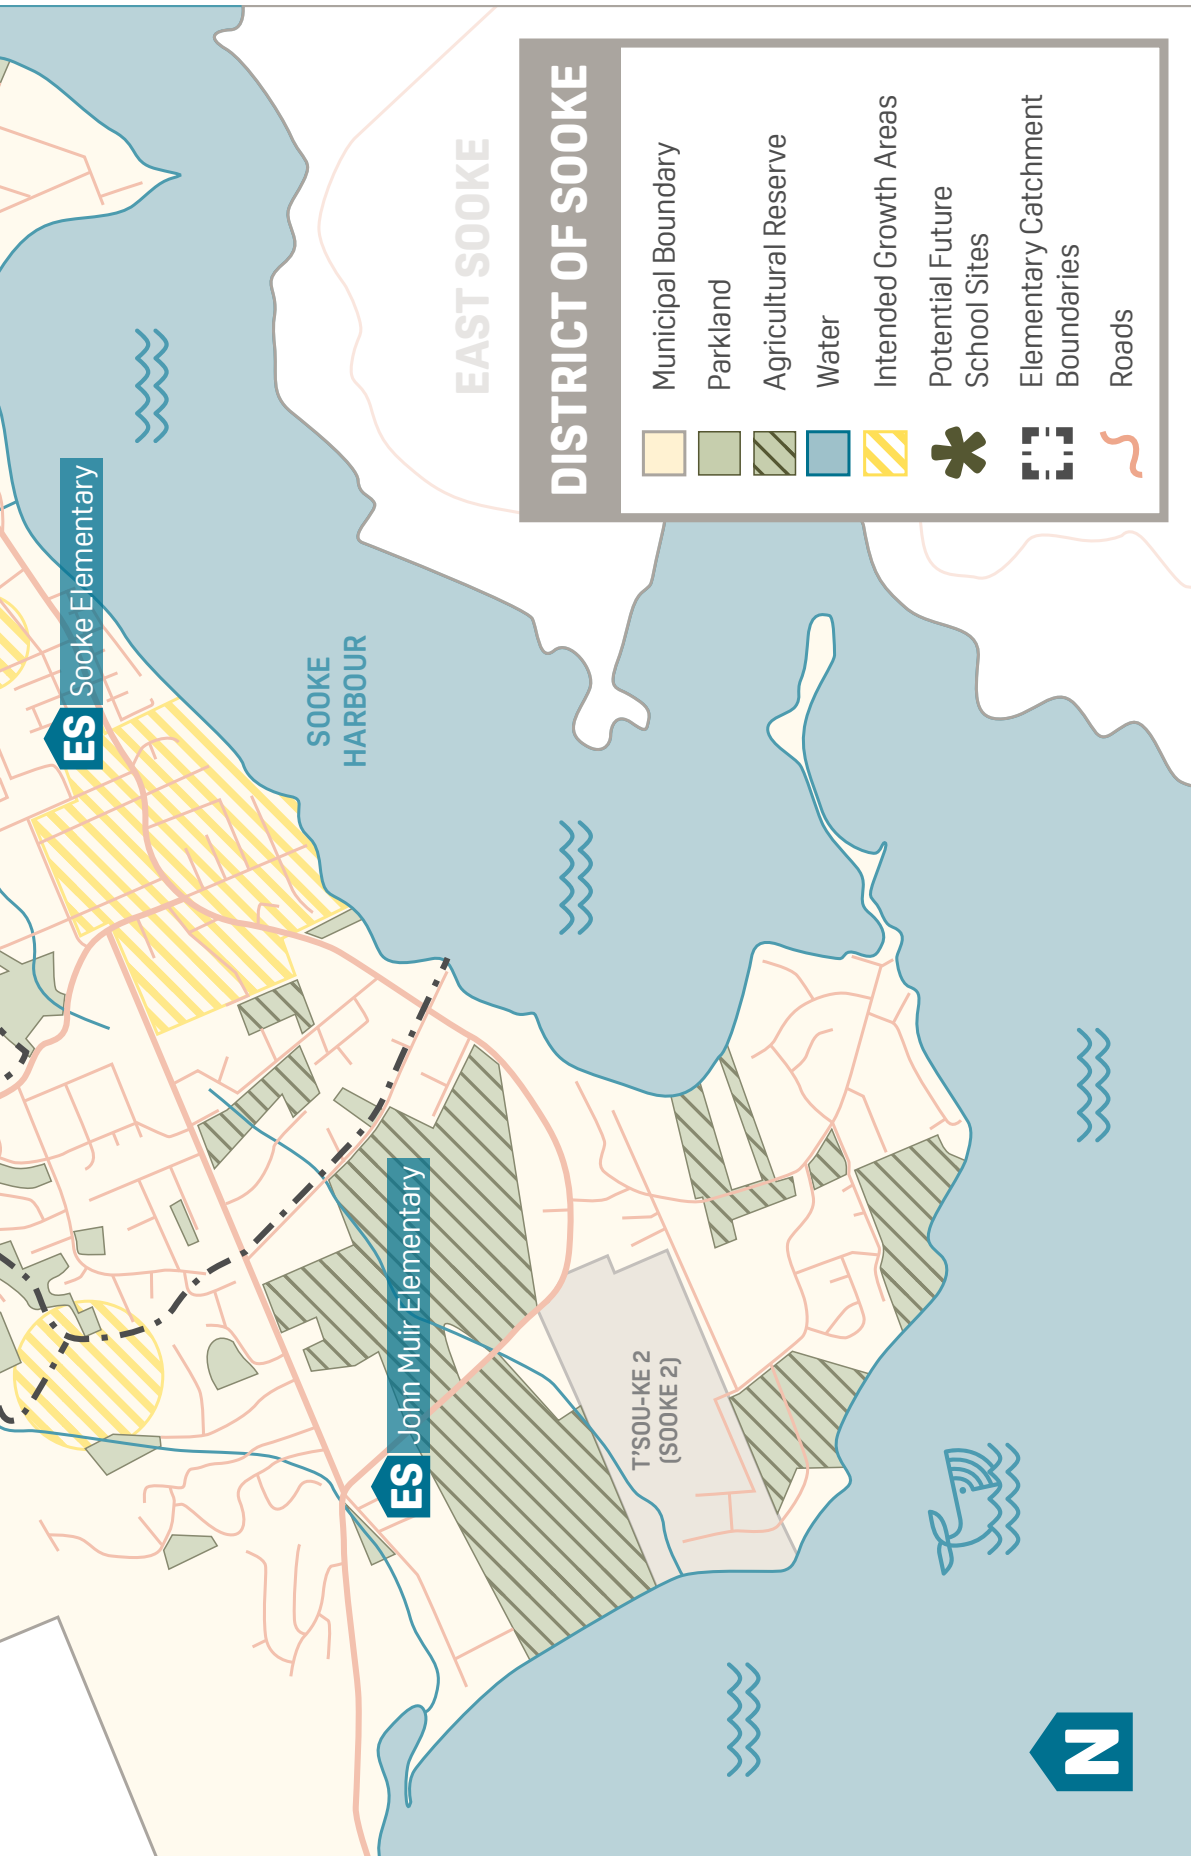 EAST SOOKE
DISTRICT OF SOOKE
Municipal Boundary
Parkland
Agricultural Reserve
Water
Intended Growth Areas
Potential Future
School Sites
Elementary Catchment
Boundaries
Roads
ES Sooke Elementary
SOOKE
HARBOUR
ES John Muir Elementary
T'SOU-KE 2
(SOOKE 2)
N